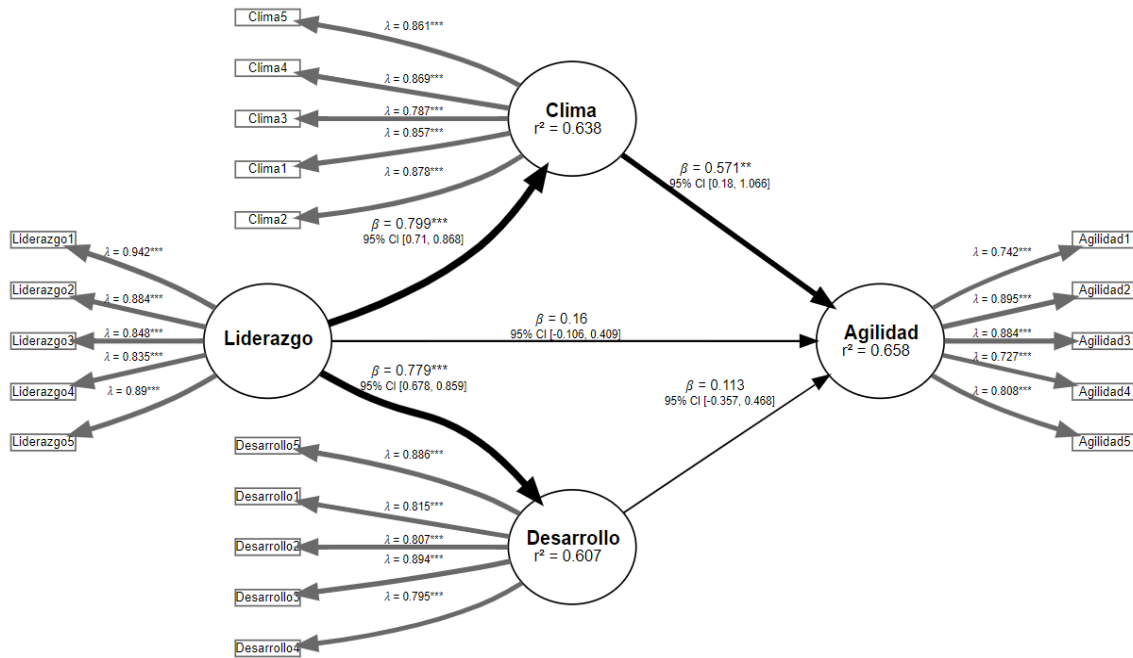 Clima5
λ = 0.861***
Clima4
λ = 0.869***
Clima3
λ = 0.787***
Clima1
λ = 0.857***
Clima2
λ = 0.878***
Clima
r² = 0.638
β = 0.571**
95% CI [0.18, 1.066]
β = 0.799***
95% CI [0.71, 0.868]
Liderazgo1
λ = 0.942***
Liderazgo2
λ = 0.884***
Liderazgo3
λ = 0.848***
Liderazgo4
λ = 0.835***
Liderazgo5
λ = 0.89***
Liderazgo
β = 0.16
95% CI [-0.106, 0.409]
β = 0.779***
95% CI [0.678, 0.859]
β = 0.113
95% CI [-0.357, 0.468]
Agilidad
r² = 0.658
λ = 0.742***
Agilidad1
λ = 0.895***
Agilidad2
λ = 0.884***
Agilidad3
λ = 0.727***
Agilidad4
λ = 0.808***
Agilidad5
Desarrollo5
λ = 0.886***
Desarrollo1
λ = 0.815***
Desarrollo2
λ = 0.807***
Desarrollo3
λ = 0.894***
Desarrollo4
λ = 0.795***
Desarrollo
r² = 0.607